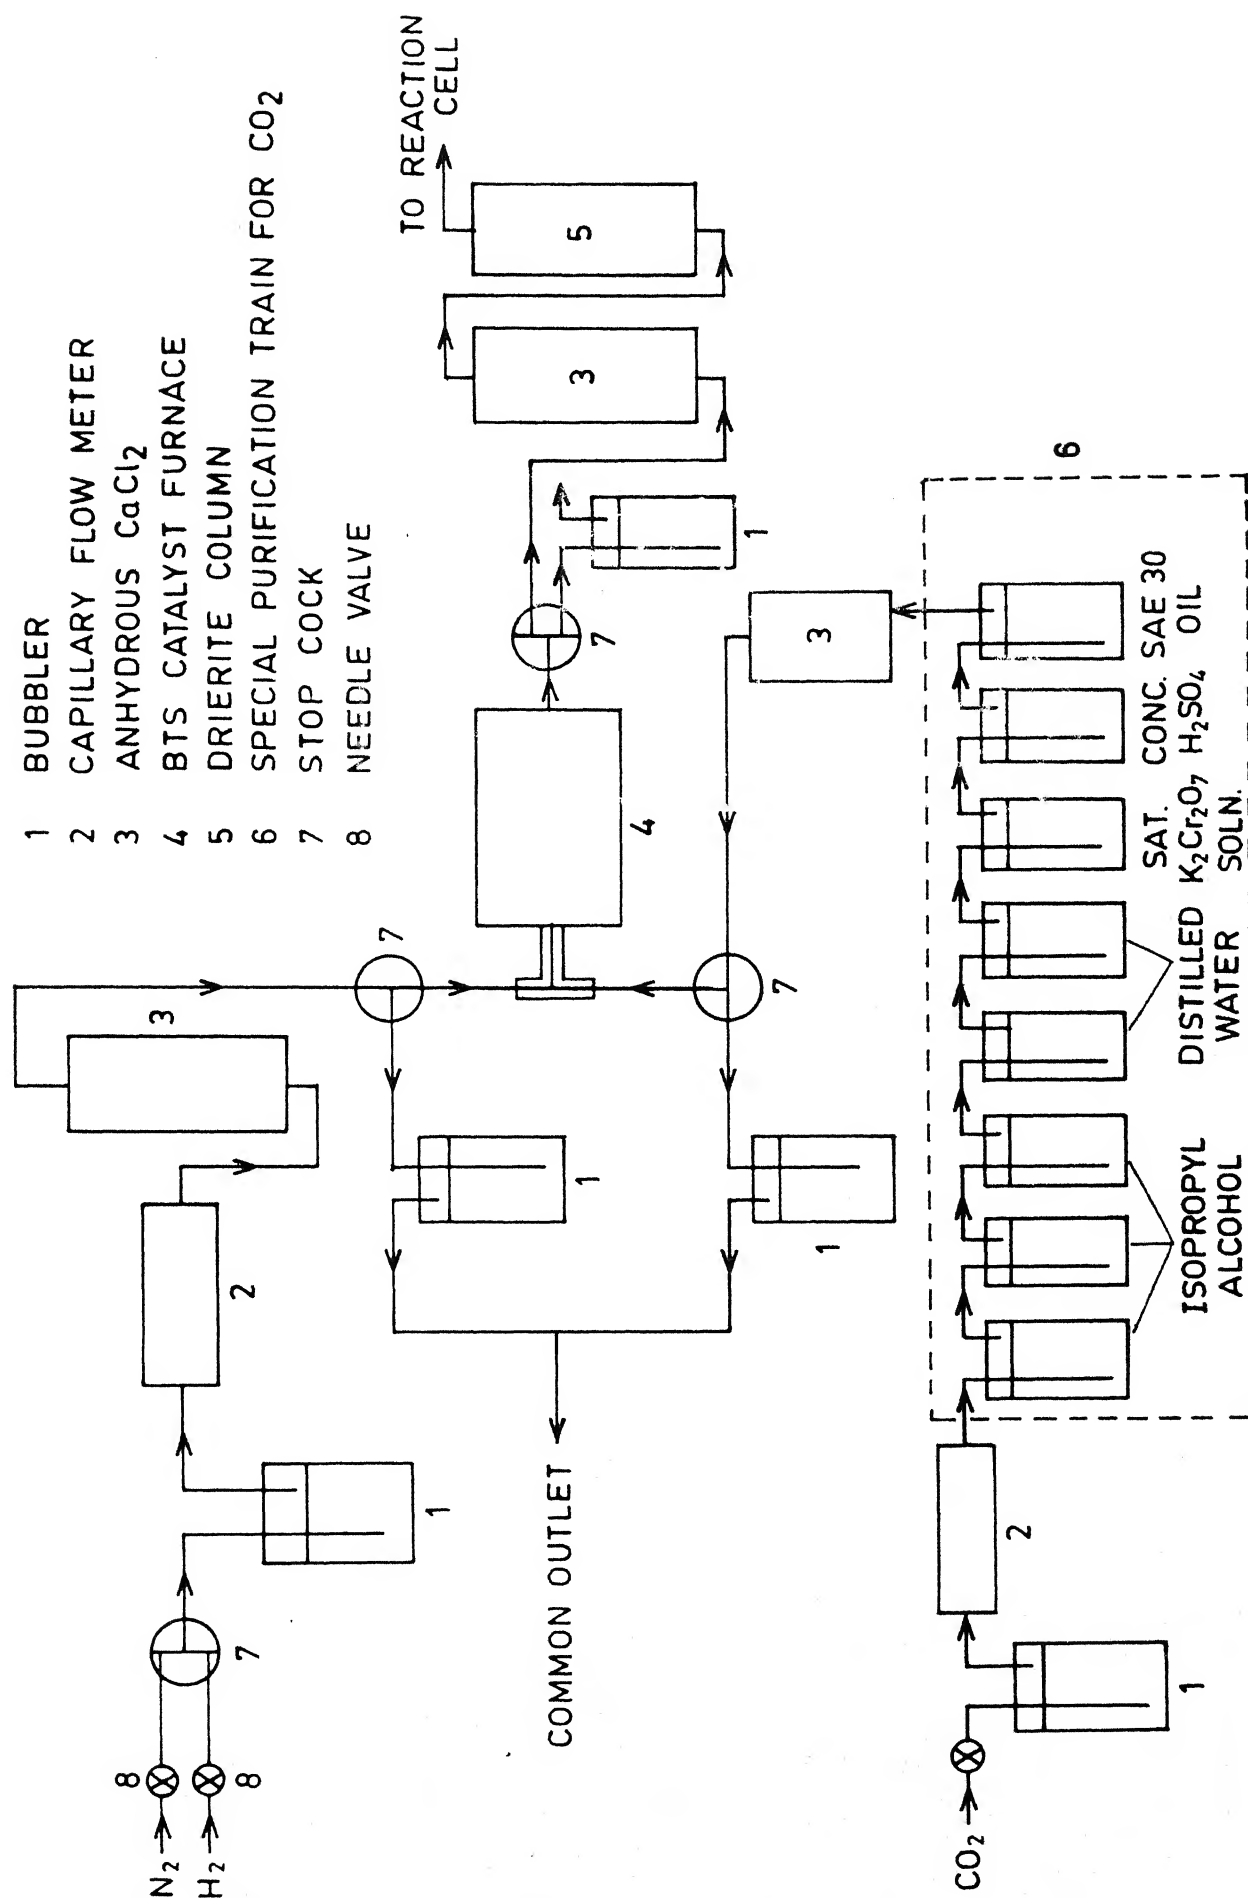 1 BUBBLER
2 CAPILLARY FLOW METER
3 ANHYDROUS CaCl2
4 BTS CATALYST FURNACE
5 DRIERITE COLUMN
6 SPECIAL PURIFICATION TRAIN FOR CO2
7 STOP COCK
8 NEEDLE VALVE
N2
H2
8
8
7
1
2
3
7
1
COMMON OUTLET
1
7
4
7
1
3
5
TO REACTION
CELL
CO2
1
2
3
6
ISOPROPYL
ALCOHOL
DISTILLED
WATER
SAT.
K2Cr2O7
SOLN.
CONC.
H2SO4
SAE 30
OIL